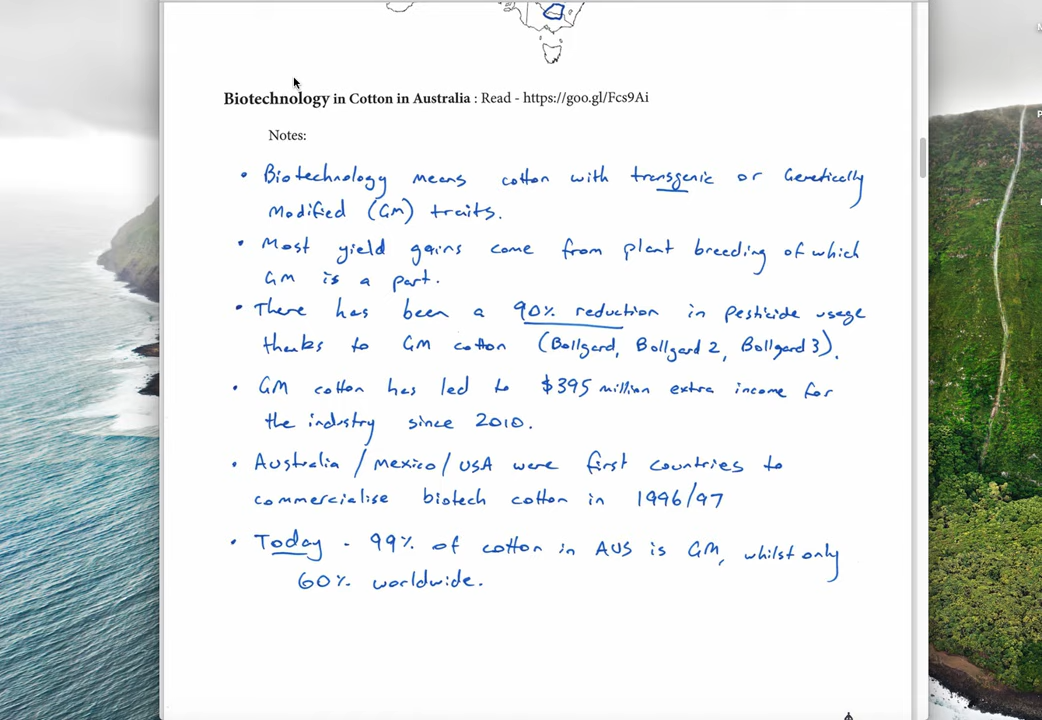 Biotechnology in Cotton in Australia : Read - https://goo.gl/Fcs9Ai
Notes:
• Biotechnology means cotton with transgenic or Genetically
Modified (GM) traits.
• Most yield gains come from plant breeding of which
GM is a part.
• There has been a 90% reduction in pesticide usage
thanks to GM cotton (Bollgard, Bollgard 2, Bollgard 3).
• GM cotton has led to $395 million extra income for
the industry since 2010.
• Australia / Mexico / USA were first countries to
commercialise biotech cotton in 1996/97
• Today - 99% of cotton in AUS is GM, whilst only
60% worldwide.